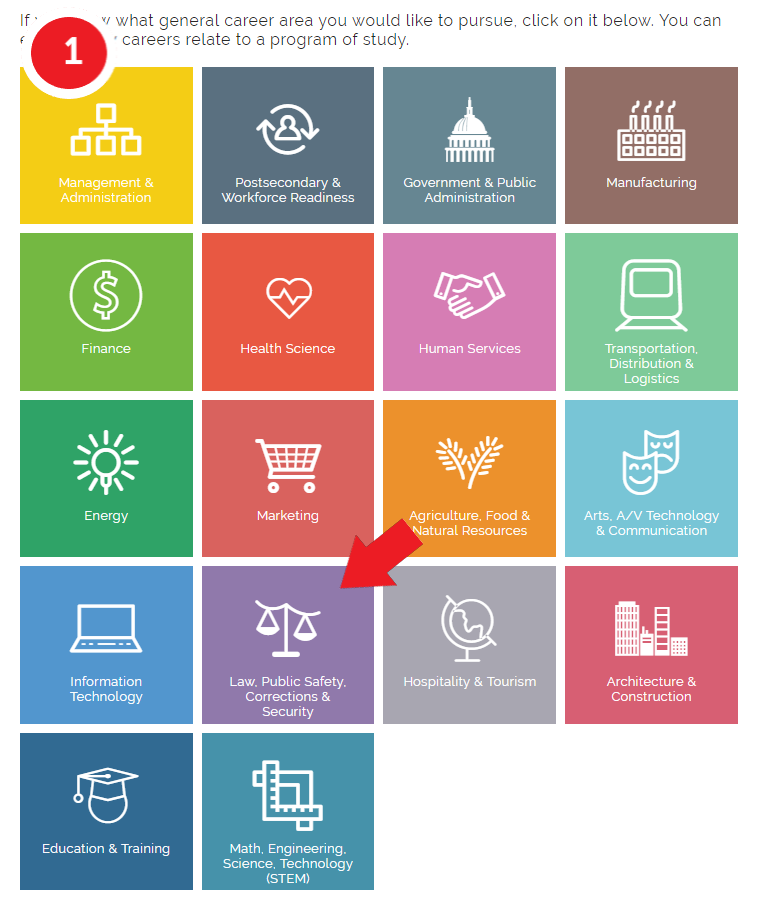 If what general career area you would like to pursue, click on it below. You can
careers relate to a program of study.
1
Management &
Administration
Postsecondary &
Workforce Readiness
Government & Public
Administration
Manufacturing
Finance
Health Science
Human Services
Transportation,
Distribution &
Logistics
Energy
Marketing
Agriculture, Food &
Natural Resources
Arts, A/V Technology
& Communication
Information
Technology
Law, Public Safety,
Corrections &
Security
Hospitality & Tourism
Architecture &
Construction
Education & Training
Math, Engineering,
Science, Technology
(STEM)